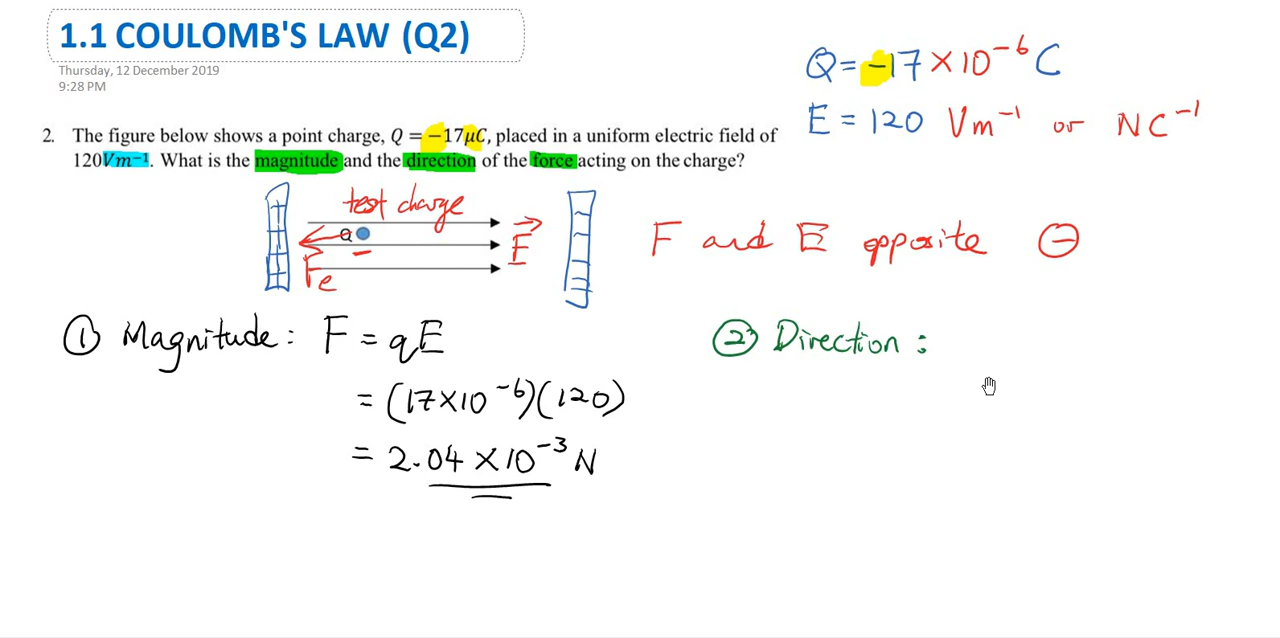 1.1 COULOMB'S LAW (Q2)
Thursday, 12 December 2019
9:28 PM
Q = -17 × 10⁻⁶ C
E = 120 Vm⁻¹ or NC⁻¹
2. The figure below shows a point charge, Q = −17μC, placed in a uniform electric field of
120Vm⁻¹. What is the magnitude and the direction of the force acting on the charge?
test charge
Q
−
E
Fe
F and E opposite ⊖
① Magnitude: F = qE
= (17×10⁻⁶)(120)
= 2.04 × 10⁻³ N
② Direction :